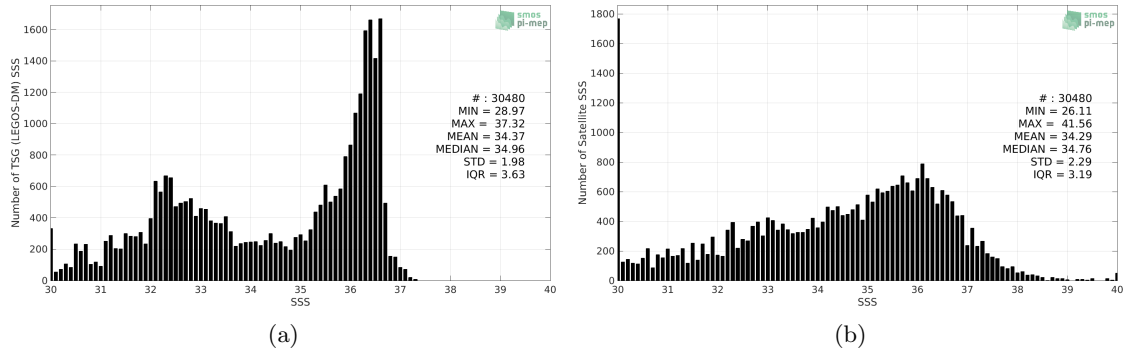 1600
1400
1200
1000
800
600
400
200
0
Number of TSG (LEGOS-DM) SSS
30 31 32 33 34 35 36 37 38 39 40
SSS
smos
pi-mep
# : 30480
MIN = 28.97
MAX = 37.32
MEAN = 34.37
MEDIAN = 34.96
STD = 1.98
IQR = 3.63
(a)
1800
1600
1400
1200
1000
800
600
400
200
0
Number of Satellite SSS
30 31 32 33 34 35 36 37 38 39 40
SSS
smos
pi-mep
# : 30480
MIN = 26.11
MAX = 41.56
MEAN = 34.29
MEDIAN = 34.76
STD = 2.29
IQR = 3.19
(b)